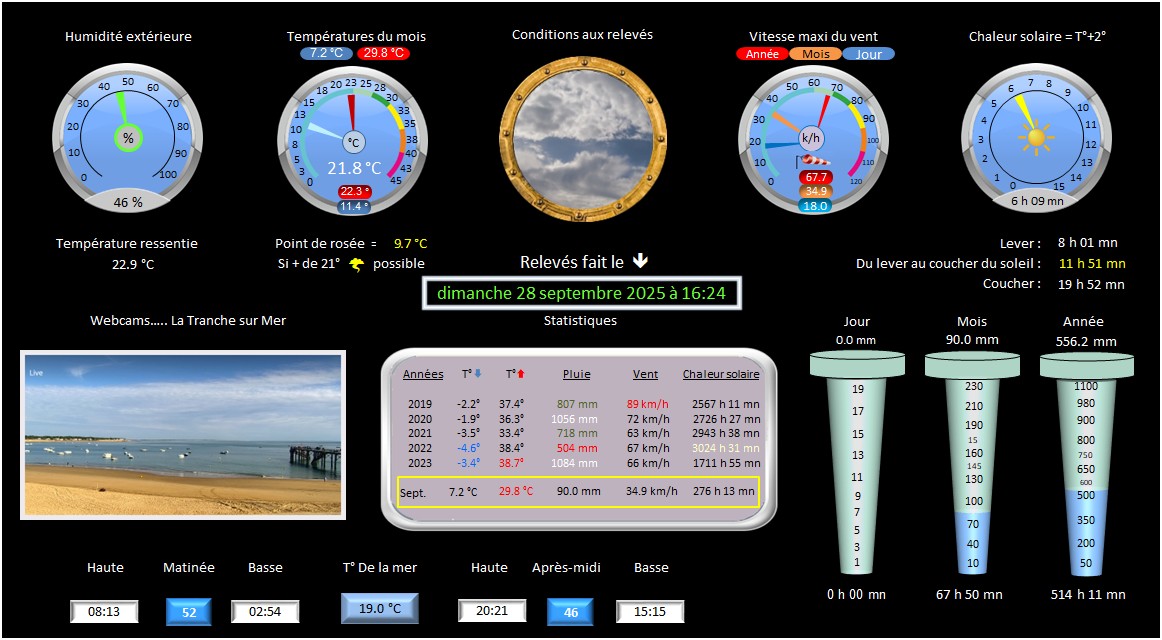 Humidité extérieure
Températures du mois
Conditions aux relevés
Vitesse maxi du vent
Chaleur solaire = T°+2°
7.2 °C 29.8 °C
Année Mois Jour
0 10 20 30 40 50 60 70 80 90 100
%
46 %
0 3 5 8 10 13 15 18 20 23 25 28 30 33 35 38 40 43 45
°C
21.8 °C
22.3 °
11.4 °
0 10 20 30 40 50 60 70 80 90 100 110 120
k/h
67.7
34.9
18.0
0 1 2 3 4 5 6 7 8 9 10 11 12 13 14 15
6 h 09 mn
Température ressentie
22.9 °C
Point de rosée = 9.7 °C
Si + de 21° possible
Relevés fait le
dimanche 28 septembre 2025 à 16:24
Lever : 8 h 01 mn
Du lever au coucher du soleil : 11 h 51 mn
Coucher : 19 h 52 mn
Webcams..... La Tranche sur Mer
Live
Statistiques
Années T° T° Pluie Vent Chaleur solaire
2019 -2.2° 37.4° 807 mm 89 km/h 2567 h 11 mn
2020 -1.9° 36.3° 1056 mm 72 km/h 2726 h 27 mn
2021 -3.5° 33.4° 718 mm 63 km/h 2943 h 38 mn
2022 -4.6° 38.4° 504 mm 67 km/h 3024 h 31 mn
2023 -3.4° 38.7° 1084 mm 66 km/h 1711 h 55 mn
Sept. 7.2 °C 29.8 °C 90.0 mm 34.9 km/h 276 h 13 mn
Jour
0.0 mm
19
17
15
13
11
9
7
5
3
1
0 h 00 mn
Mois
90.0 mm
230
210
190
15
160
145
130
100
70
40
10
67 h 50 mn
Année
556.2 mm
1100
980
900
800
750
650
600
500
350
200
50
514 h 11 mn
Haute Matinée Basse T° De la mer Haute Après-midi Basse
08:13 52 02:54 19.0 °C 20:21 46 15:15